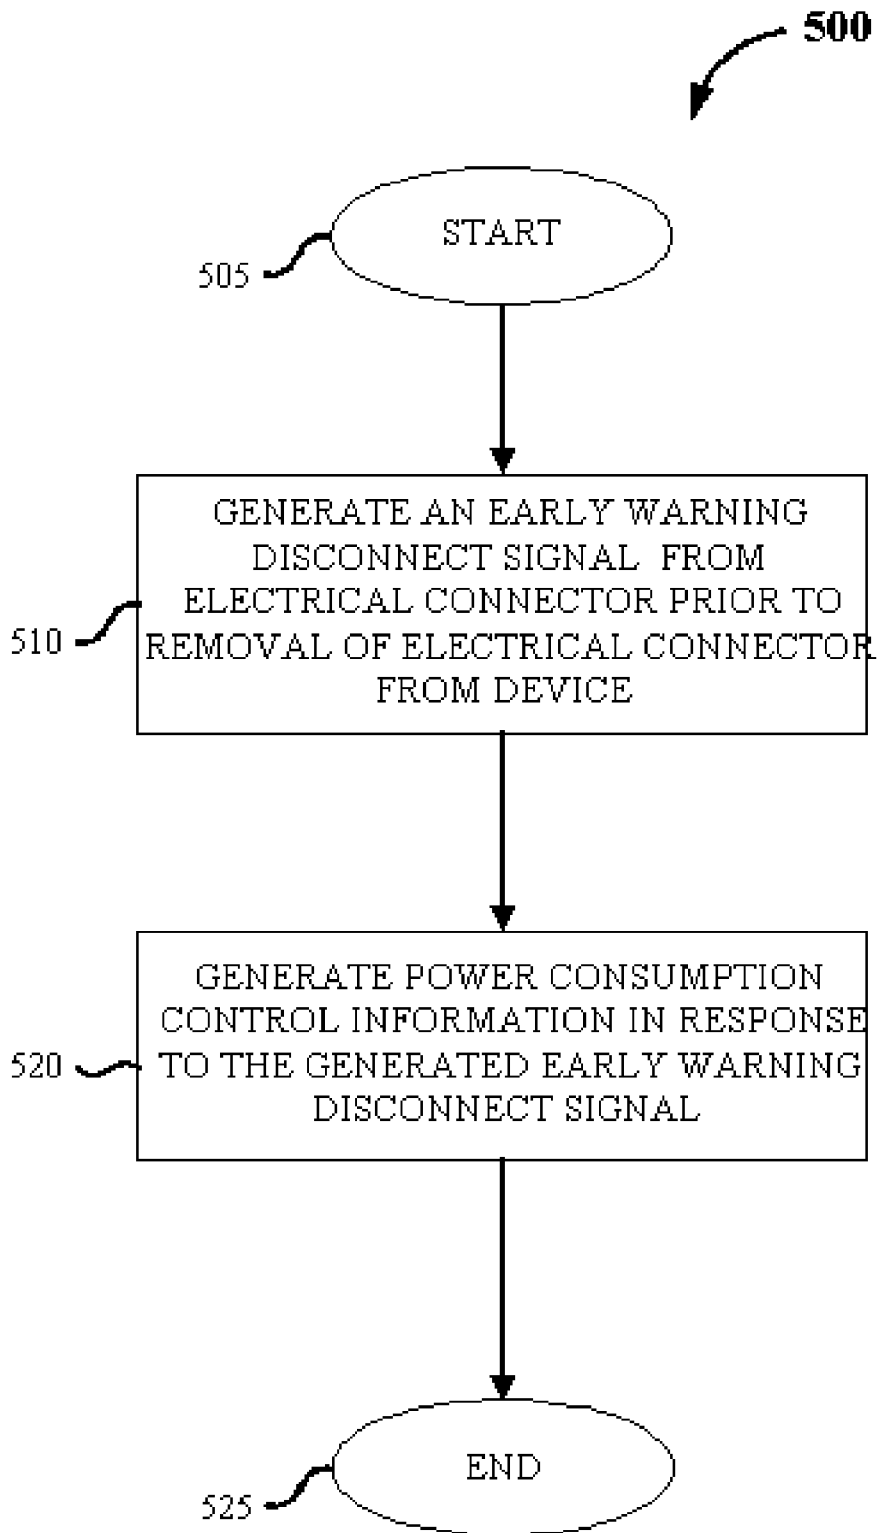 500
START
505
GENERATE AN EARLY WARNING
DISCONNECT SIGNAL FROM
ELECTRICAL CONNECTOR PRIOR TO
REMOVAL OF ELECTRICAL CONNECTOR
FROM DEVICE
510
GENERATE POWER CONSUMPTION
CONTROL INFORMATION IN RESPONSE
TO THE GENERATED EARLY WARNING
DISCONNECT SIGNAL
520
END
525